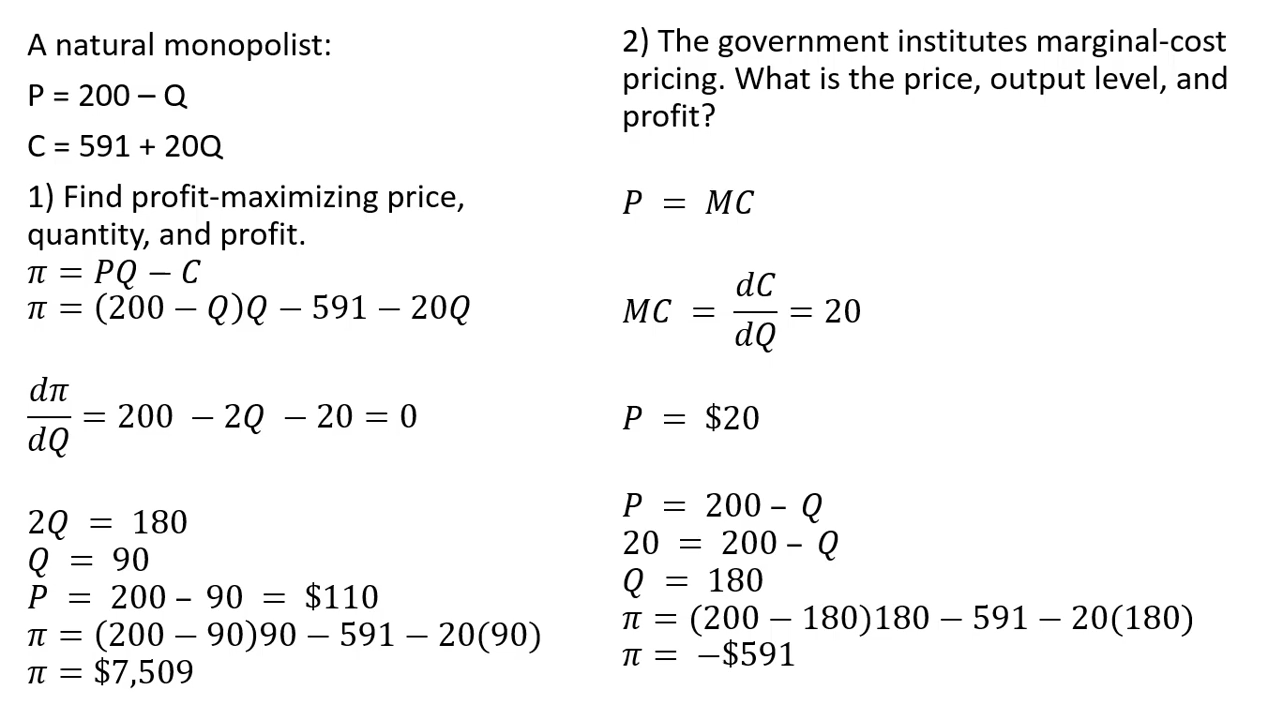 A natural monopolist:
P = 200 – Q
C = 591 + 20Q
1) Find profit-maximizing price,
quantity, and profit.
π = PQ − C
π = (200 − Q)Q − 591 − 20Q
dπ/dQ = 200 − 2Q − 20 = 0
2Q = 180
Q = 90
P = 200 – 90 = $110
π = (200 − 90)90 − 591 − 20(90)
π = $7,509
2) The government institutes marginal-cost
pricing. What is the price, output level, and
profit?
P = MC
MC = dC/dQ = 20
P = $20
P = 200 – Q
20 = 200 – Q
Q = 180
π = (200 − 180)180 − 591 − 20(180)
π = −$591